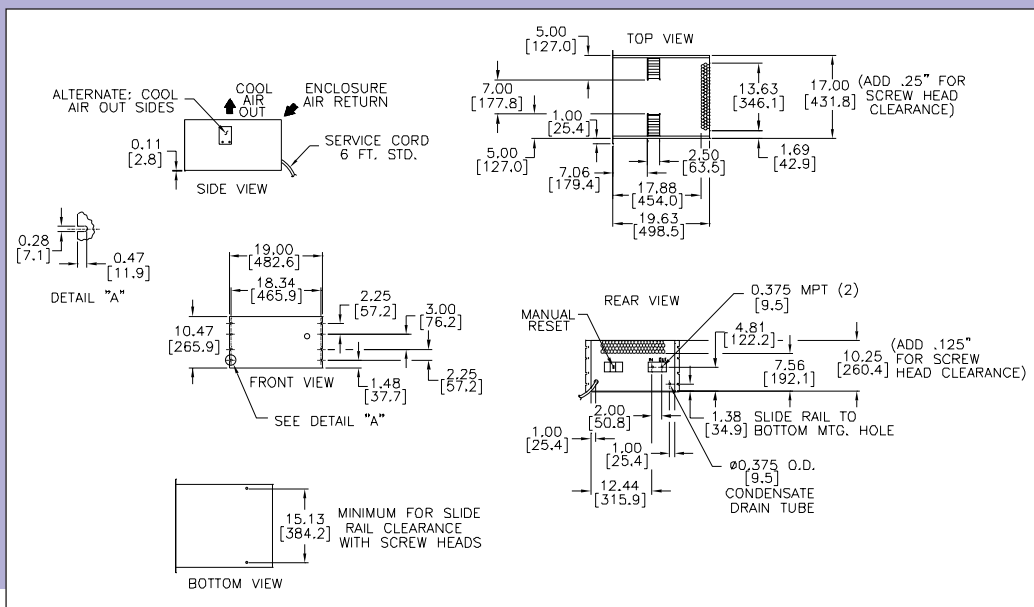 ALTERNATE: COOL
AIR OUT SIDES
COOL
AIR
OUT
ENCLOSURE
AIR RETURN
0.11
[2.8]
SERVICE CORD
6 FT. STD.
SIDE VIEW
TOP VIEW
5.00
[127.0]
7.00
[177.8]
1.00
[25.4]
5.00
[127.0]
7.06
[179.4]
2.50
[63.5]
17.88
[454.0]
19.63
[498.5]
13.63
[346.1]
17.00
[431.8]
(ADD .25" FOR
SCREW HEAD
CLEARANCE)
1.69
[42.9]
0.28
[7.1]
0.47
[11.9]
DETAIL "A"
19.00
[482.6]
18.34
[465.9]
2.25
[57.2]
3.00
[76.2]
10.47
[265.9]
FRONT VIEW
1.48
[37.7]
2.25
[57.2]
SEE DETAIL "A"
REAR VIEW
0.375 MPT (2)
[9.5]
MANUAL
RESET
4.81
[122.2]
7.56
[192.1]
10.25
[260.4]
(ADD .125"
FOR SCREW
HEAD CLEARANCE)
2.00
[50.8]
1.00
[25.4]
1.00
[25.4]
12.44
[315.9]
1.38
[34.9]
SLIDE RAIL TO
BOTTOM MTG. HOLE
Ø0.375 O.D.
[9.5]
CONDENSATE
DRAIN TUBE
15.13
[384.2]
MINIMUM FOR SLIDE
RAIL CLEARANCE
WITH SCREW HEADS
BOTTOM VIEW